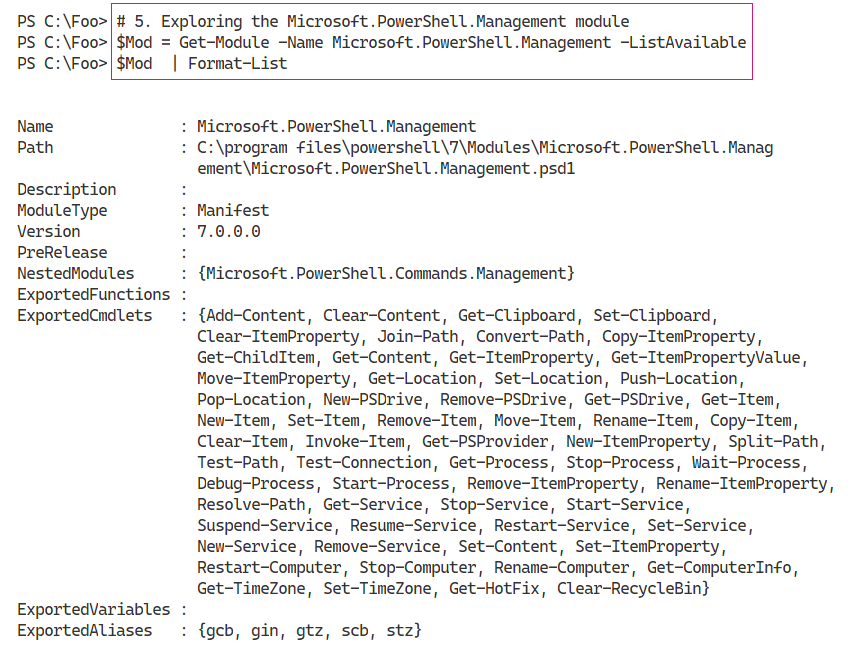 PS C:\Foo> # 5. Exploring the Microsoft.PowerShell.Management module
PS C:\Foo> $Mod = Get-Module -Name Microsoft.PowerShell.Management -ListAvailable
PS C:\Foo> $Mod  | Format-List
Name              : Microsoft.PowerShell.Management
Path              : C:\program files\powershell\7\Modules\Microsoft.PowerShell.Manag
                    ement\Microsoft.PowerShell.Management.psd1
Description       :
ModuleType        : Manifest
Version           : 7.0.0.0
PreRelease        :
NestedModules     : {Microsoft.PowerShell.Commands.Management}
ExportedFunctions :
ExportedCmdlets   : {Add-Content, Clear-Content, Get-Clipboard, Set-Clipboard,
                    Clear-ItemProperty, Join-Path, Convert-Path, Copy-ItemProperty,
                    Get-ChildItem, Get-Content, Get-ItemProperty, Get-ItemPropertyValue,
                    Move-ItemProperty, Get-Location, Set-Location, Push-Location,
                    Pop-Location, New-PSDrive, Remove-PSDrive, Get-PSDrive, Get-Item,
                    New-Item, Set-Item, Remove-Item, Move-Item, Rename-Item, Copy-Item,
                    Clear-Item, Invoke-Item, Get-PSProvider, New-ItemProperty, Split-Path,
                    Test-Path, Test-Connection, Get-Process, Stop-Process, Wait-Process,
                    Debug-Process, Start-Process, Remove-ItemProperty, Rename-ItemProperty,
                    Resolve-Path, Get-Service, Stop-Service, Start-Service,
                    Suspend-Service, Resume-Service, Restart-Service, Set-Service,
                    New-Service, Remove-Service, Set-Content, Set-ItemProperty,
                    Restart-Computer, Stop-Computer, Rename-Computer, Get-ComputerInfo,
                    Get-TimeZone, Set-TimeZone, Get-HotFix, Clear-RecycleBin}
ExportedVariables :
ExportedAliases   : {gcb, gin, gtz, scb, stz}